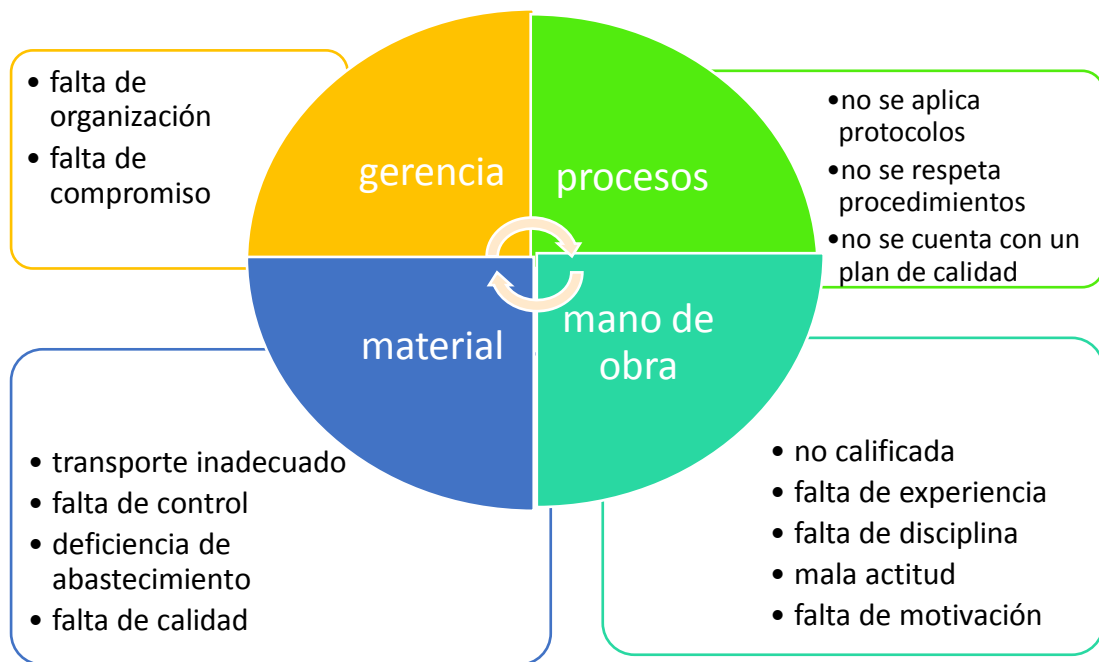 • falta de
organización
• falta de
compromiso
gerencia
procesos
•no se aplica
protocolos
•no se respeta
procedimientos
•no se cuenta con un
plan de calidad
material
mano de
obra
• transporte inadecuado
• falta de control
• deficiencia de
abastecimiento
• falta de calidad
• no calificada
• falta de experiencia
• falta de disciplina
• mala actitud
• falta de motivación